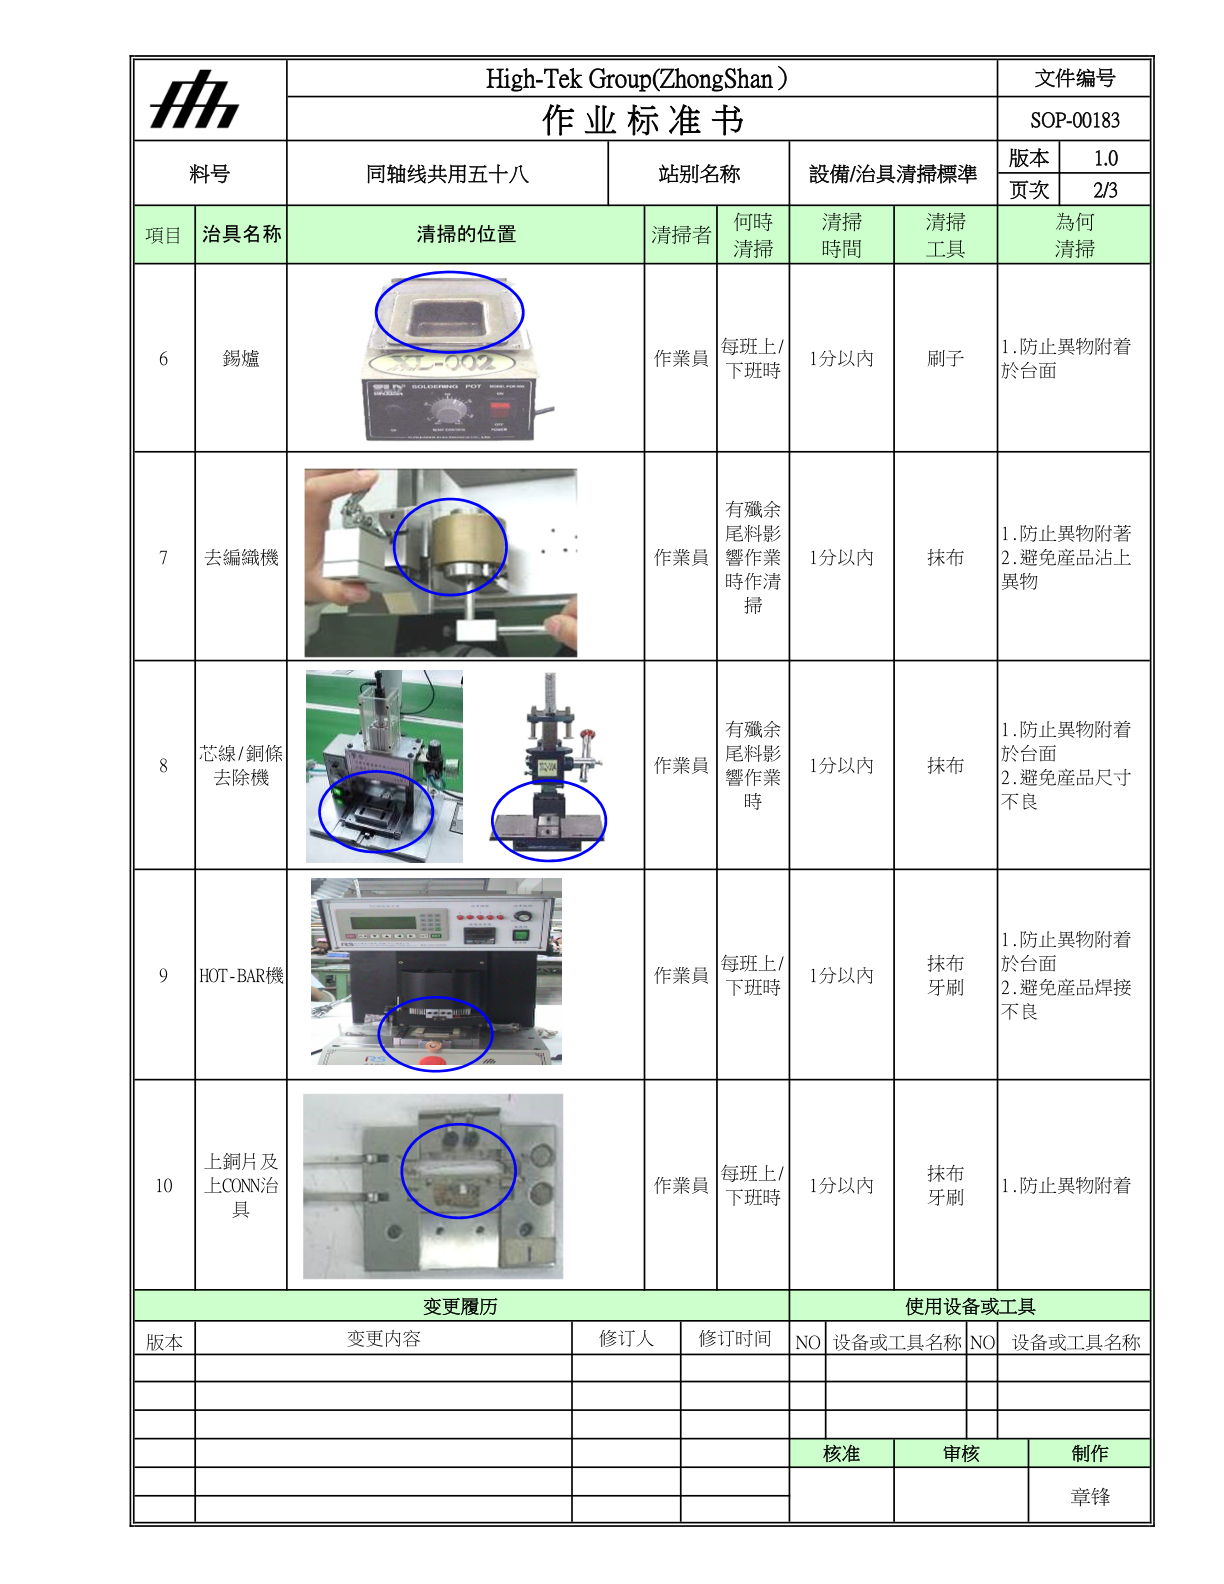 High-Tek Group(ZhongShan）
文件编号
作 业 标 准 书
SOP-00183
料号
同轴线共用五十八
站别名称
設備/治具清掃標準
版本
1.0
页次
2/3
項目
治具名称
清掃的位置
清掃者
何時
清掃
清掃
時間
清掃
工具
為何
清掃
6
錫爐
XL-002
SOLDERING POT
作業員
每班上/
下班時
1分以內
刷子
1.防止異物附着
於台面
7
去編織機
作業員
有殲余
尾料影
響作業
時作清
掃
1分以內
抹布
1.防止異物附著
2.避免産品沾上
異物
8
芯線/銅條
去除機
作業員
有殲余
尾料影
響作業
時
1分以內
抹布
1.防止異物附着
於台面
2.避免産品尺寸
不良
9
HOT-BAR機
作業員
每班上/
下班時
1分以內
抹布
牙刷
1.防止異物附着
於台面
2.避免産品焊接
不良
10
上銅片及
上CONN治
具
作業員
每班上/
下班時
1分以內
抹布
牙刷
1.防止異物附着
变更履历
使用设备或工具
版本
变更内容
修订人
修订时间
NO
设备或工具名称
NO
设备或工具名称
核准
审核
制作
章锋